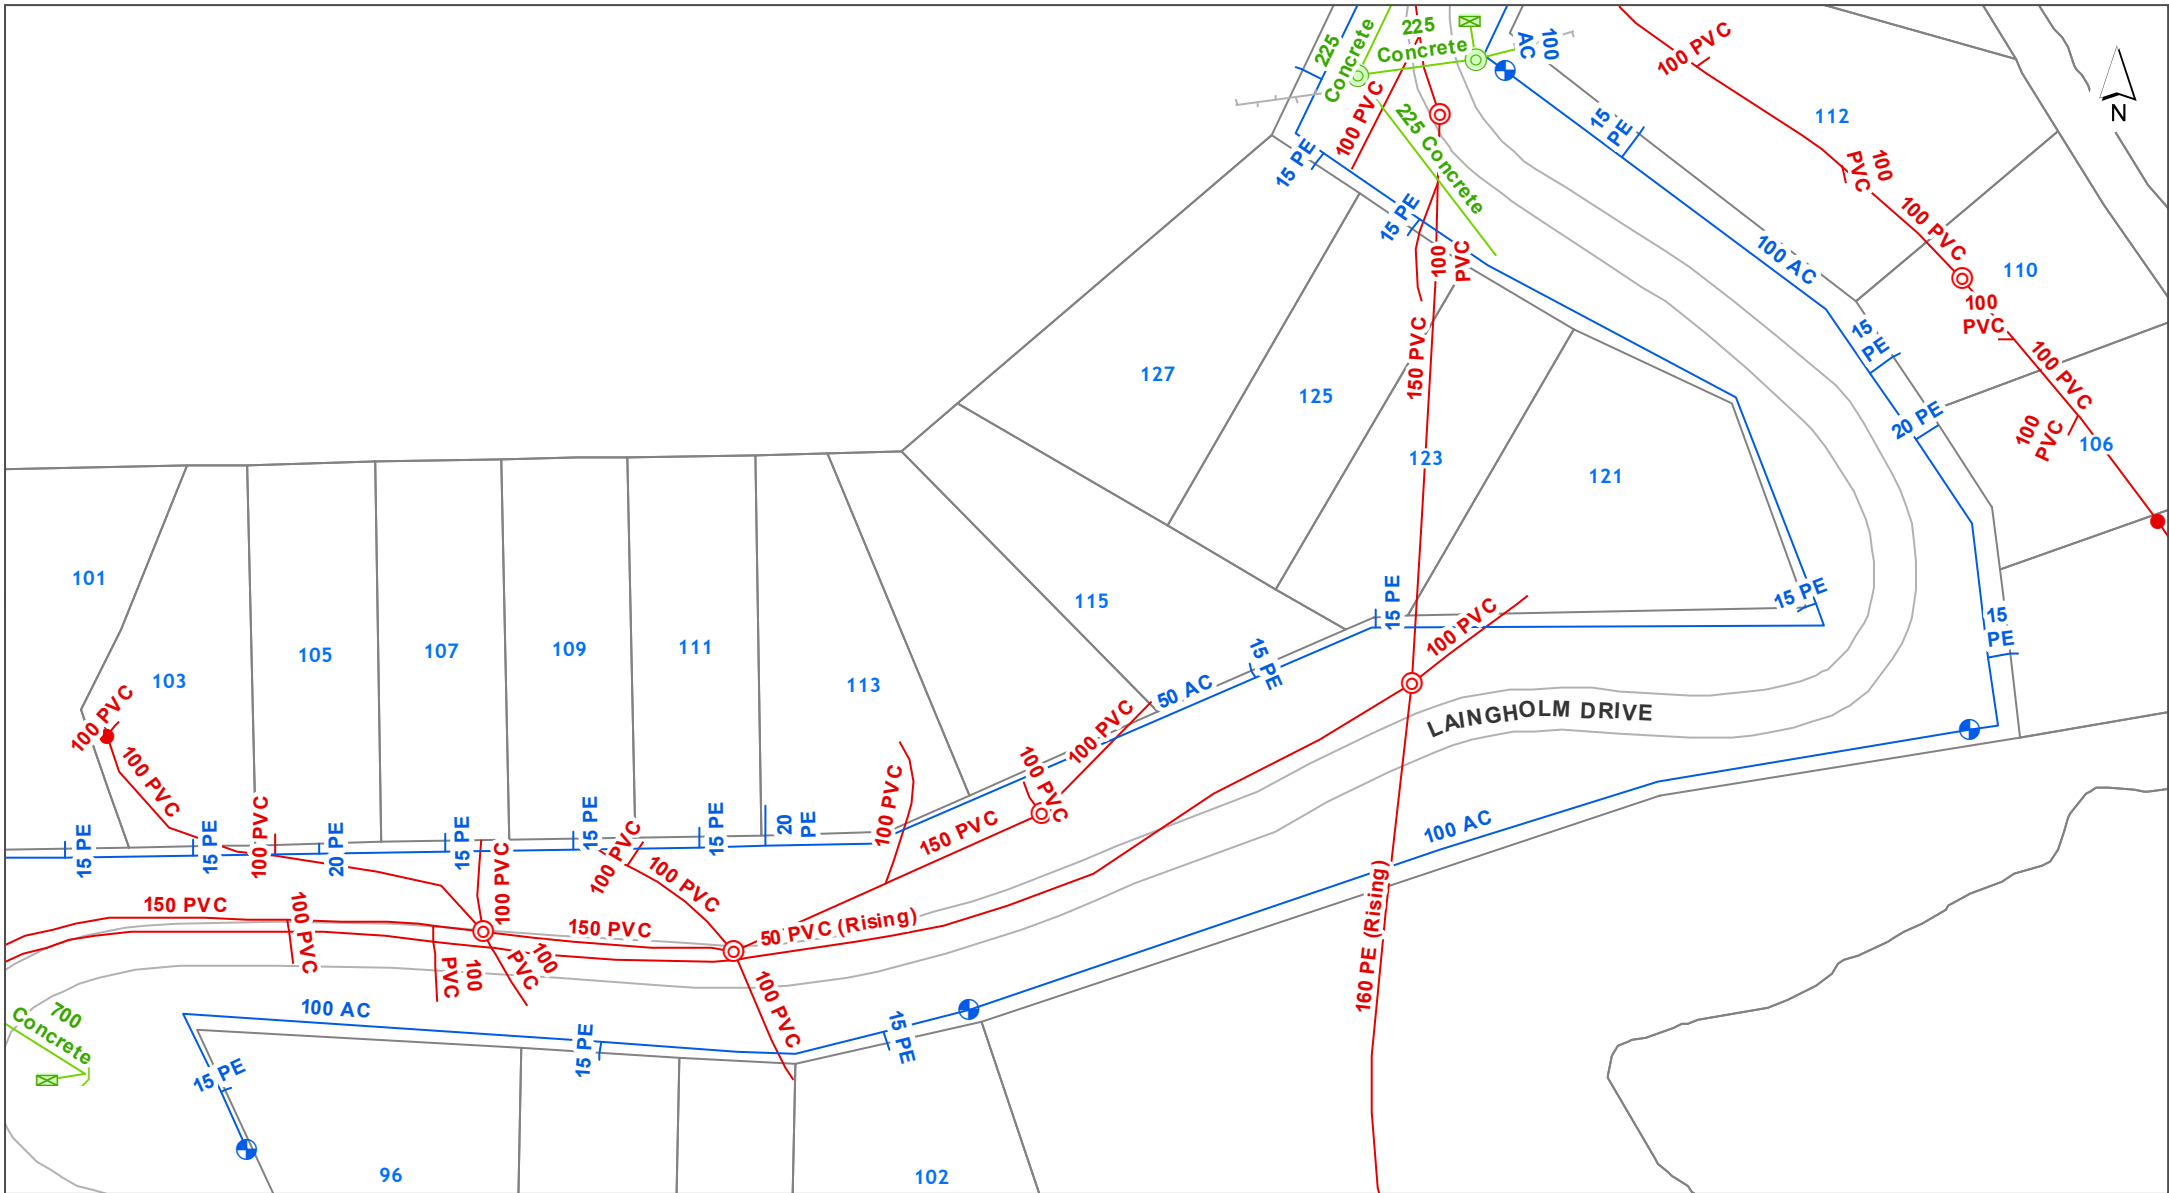 225
Concrete
225
Concrete
100
AC
100 PVC
N
112
15
PE
100 PVC
225 Concrete
15 PE
100
PVC
15 PE
100 PVC
100
PVC
100 AC
110
100
PVC
15
PE
150 PVC
127
125
100 PVC
20 PE
100
PVC
106
123
121
101
115
15 PE
15 PE
100 PVC
15
PE
105
107
109
111
103
113
15 PE
50 AC
100 PVC
LAINGHOLM DRIVE
100 PVC
100 PVC
100 PVC
100 PVC
150 PVC
15 PE
15 PE
100 PVC
20 PE
15 PE
15 PE
100 PVC
15 PE
20
PE
100 AC
100 PVC
100 PVC
150 PVC
100
PVC
150 PVC
50 PVC (Rising)
160 PE (Rising)
100
PVC
100
PVC
100 PVC
100 AC
15 PE
15 PE
700
Concrete
15 PE
96
102